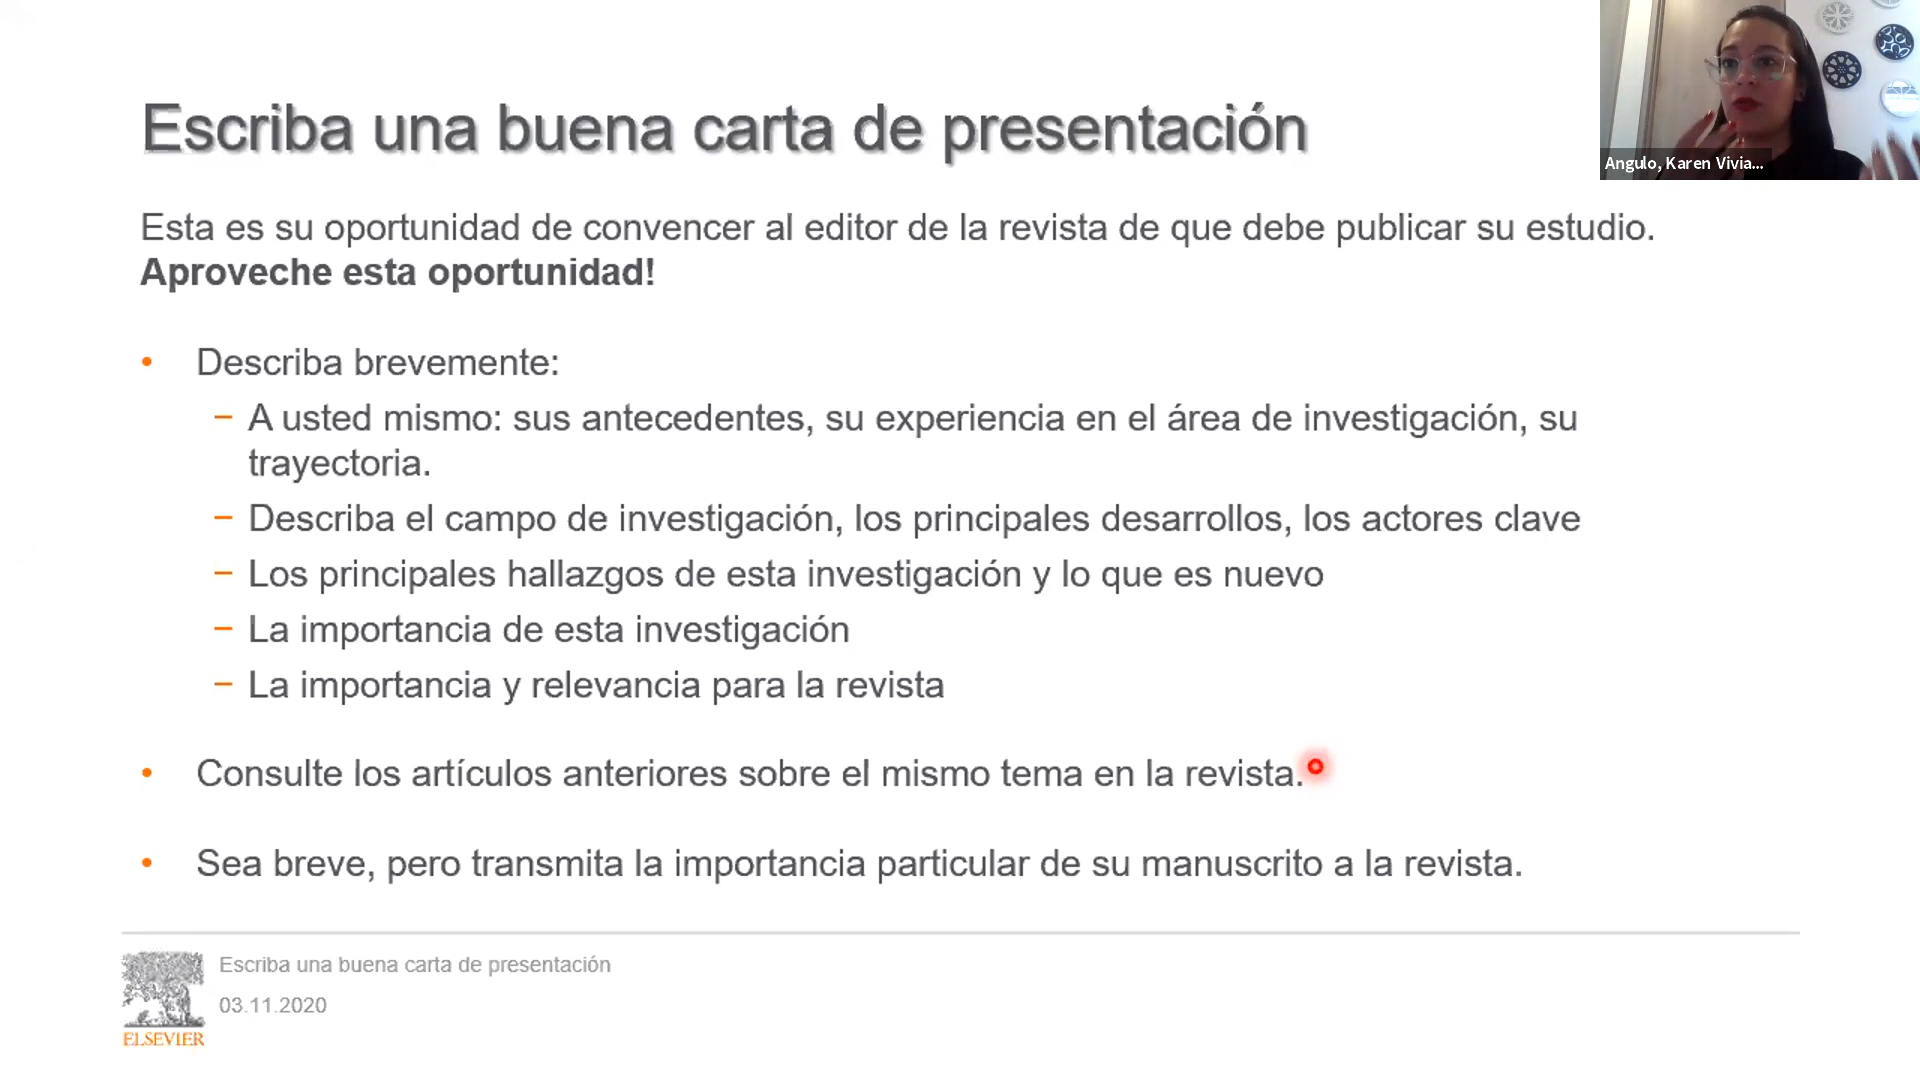 Escriba una buena carta de presentación
Angulo, Karen Vivia...
Esta es su oportunidad de convencer al editor de la revista de que debe publicar su estudio.
Aproveche esta oportunidad!
• Describa brevemente:
– A usted mismo: sus antecedentes, su experiencia en el área de investigación, su
trayectoria.
– Describa el campo de investigación, los principales desarrollos, los actores clave
– Los principales hallazgos de esta investigación y lo que es nuevo
– La importancia de esta investigación
– La importancia y relevancia para la revista
• Consulte los artículos anteriores sobre el mismo tema en la revista.
• Sea breve, pero transmita la importancia particular de su manuscrito a la revista.
Escriba una buena carta de presentación
03.11.2020
ELSEVIER